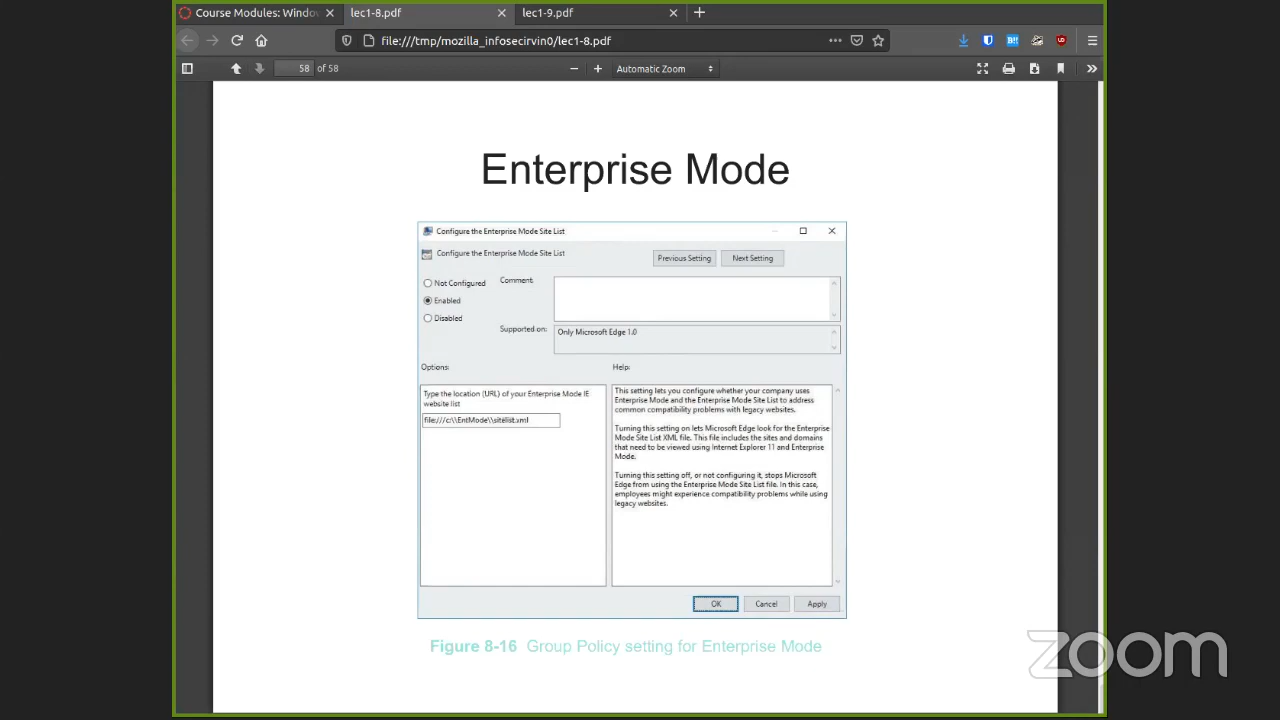 Course Modules: Window
lec1-8.pdf
lec1-9.pdf
file:///tmp/mozilla_infosecirvin0/lec1-8.pdf
58 of 58
Automatic Zoom
Enterprise Mode
Configure the Enterprise Mode Site List
Configure the Enterprise Mode Site List
Previous Setting
Next Setting
Not Configured
Comment:
Enabled
Disabled
Supported on:
Only Microsoft Edge 1.0
Options:
Help:
Type the location (URL) of your Enterprise Mode IE
website list
file:///c:\\EntMode\\sitelist.xml
This setting lets you configure whether your company uses
Enterprise Mode and the Enterprise Mode Site List to address
common compatibility problems with legacy websites.
Turning this setting on lets Microsoft Edge look for the Enterprise
Mode Site List XML file. This file includes the sites and domains
that need to be viewed using Internet Explorer 11 and Enterprise
Mode.
Turning this setting off, or not configuring it, stops Microsoft
Edge from using the Enterprise Mode Site List file. In this case,
employees might experience compatibility problems while using
legacy websites.
OK
Cancel
Apply
Figure 8-16 Group Policy setting for Enterprise Mode
zoom